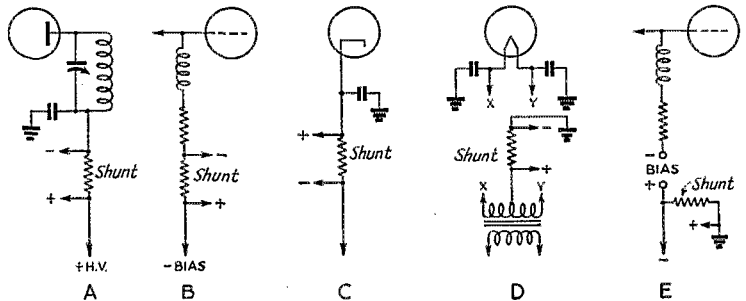 Shunt
- 
+
+H.V.
A
-
Shunt
+
-BIAS
B
+
Shunt
-
C
X
Y
Shunt
-
+
X
Y
D
-
BIAS
+
Shunt
+
-
E